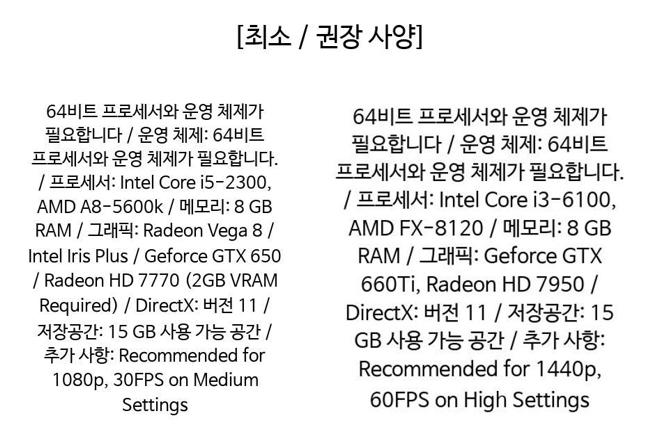 [최소 / 권장 사양]
64비트 프로세서와 운영 체제가
필요합니다 / 운영 체제: 64비트
프로세서와 운영 체제가 필요합니다.
/ 프로세서: Intel Core i5-2300,
AMD A8-5600k / 메모리: 8 GB
RAM / 그래픽: Radeon Vega 8 /
Intel Iris Plus / Geforce GTX 650
/ Radeon HD 7770 (2GB VRAM
Required) / DirectX: 버전 11 /
저장공간: 15 GB 사용 가능 공간 /
추가 사항: Recommended for
1080p, 30FPS on Medium
Settings
64비트 프로세서와 운영 체제가
필요합니다 / 운영 체제: 64비트
프로세서와 운영 체제가 필요합니다.
/ 프로세서: Intel Core i3-6100,
AMD FX-8120 / 메모리: 8 GB
RAM / 그래픽: Geforce GTX
660Ti, Radeon HD 7950 /
DirectX: 버전 11 / 저장공간: 15
GB 사용 가능 공간 / 추가 사항:
Recommended for 1440p,
60FPS on High Settings